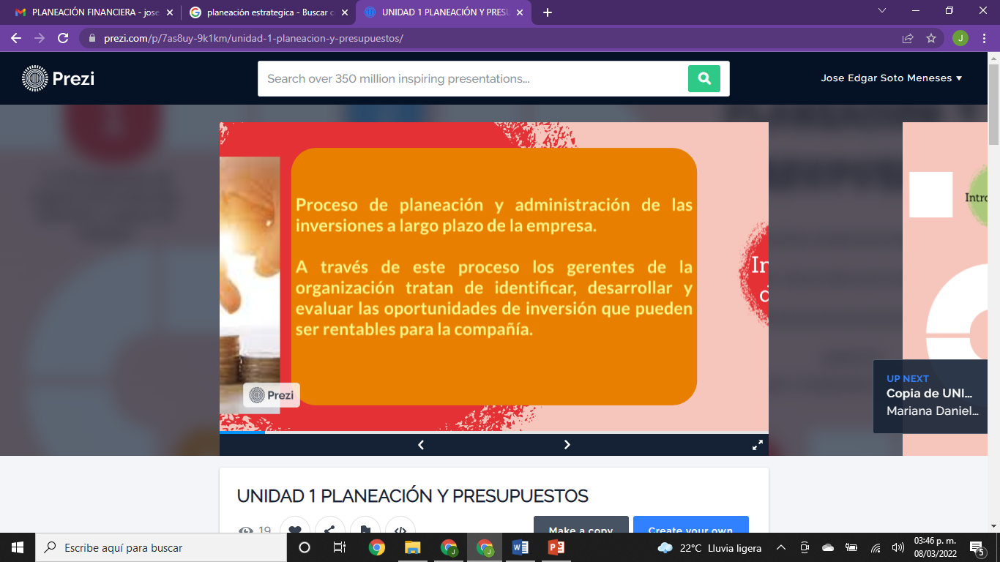 PLANEACIÓN FINANCIERA - jose
planeación estrategica - Buscar c
UNIDAD 1 PLANEACIÓN Y PRESU
prezi.com/p/7as8uy-9k1km/unidad-1-planeacion-y-presupuestos/
J
Prezi
Search over 350 million inspiring presentations...
Jose Edgar Soto Meneses
Proceso de planeación y administración de las
inversiones a largo plazo de la empresa.
A través de este proceso los gerentes de la
organización tratan de identificar, desarrollar y
evaluar las oportunidades de inversión que pueden
ser rentables para la compañía.
Prezi
UP NEXT
Copia de UNI...
Mariana Daniel...
UNIDAD 1 PLANEACIÓN Y PRESUPUESTOS
19
Make a copy
Create your own
Escribe aquí para buscar
22°C Lluvia ligera
03:46 p. m.
08/03/2022
5